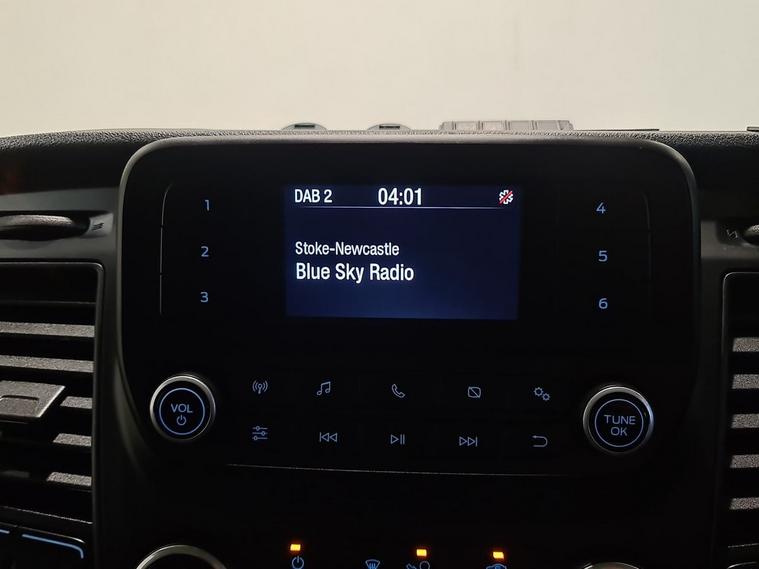 DAB 2 04:01
Stoke-Newcastle
Blue Sky Radio
1
2
3
4
5
6
VOL
TUNE
OK